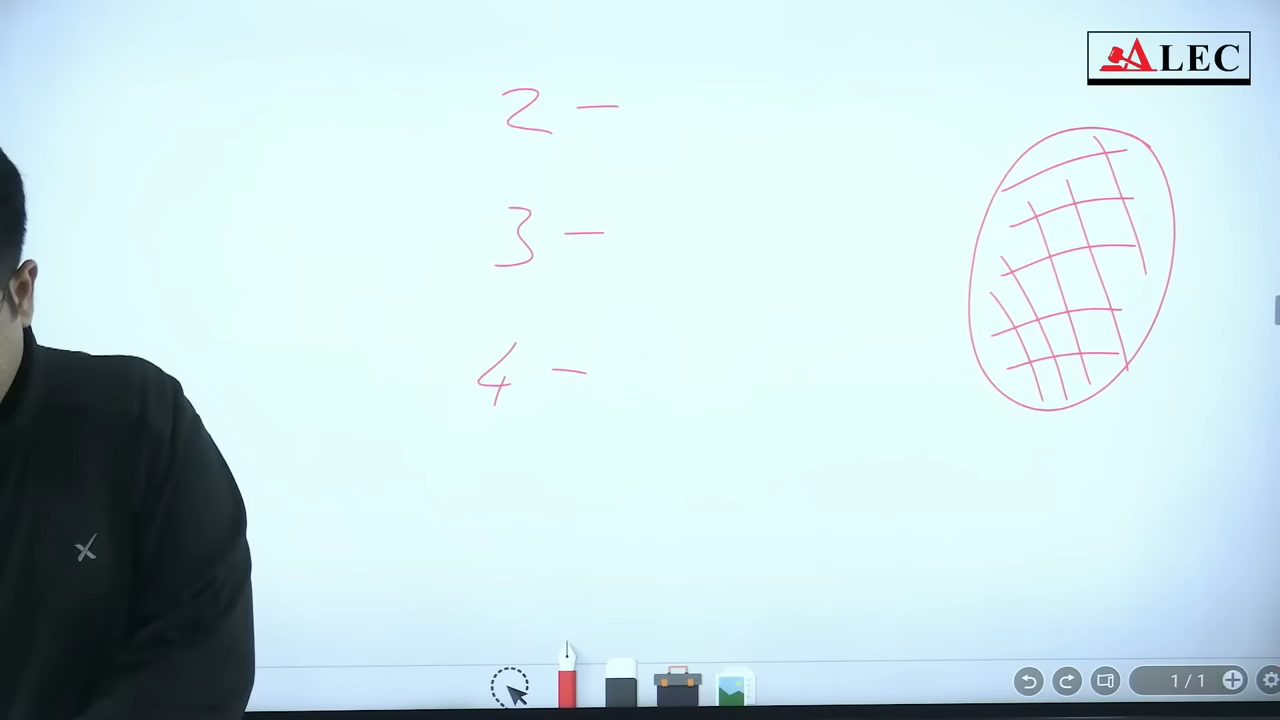 ALEC
2 –
3 –
4 –
1 / 1